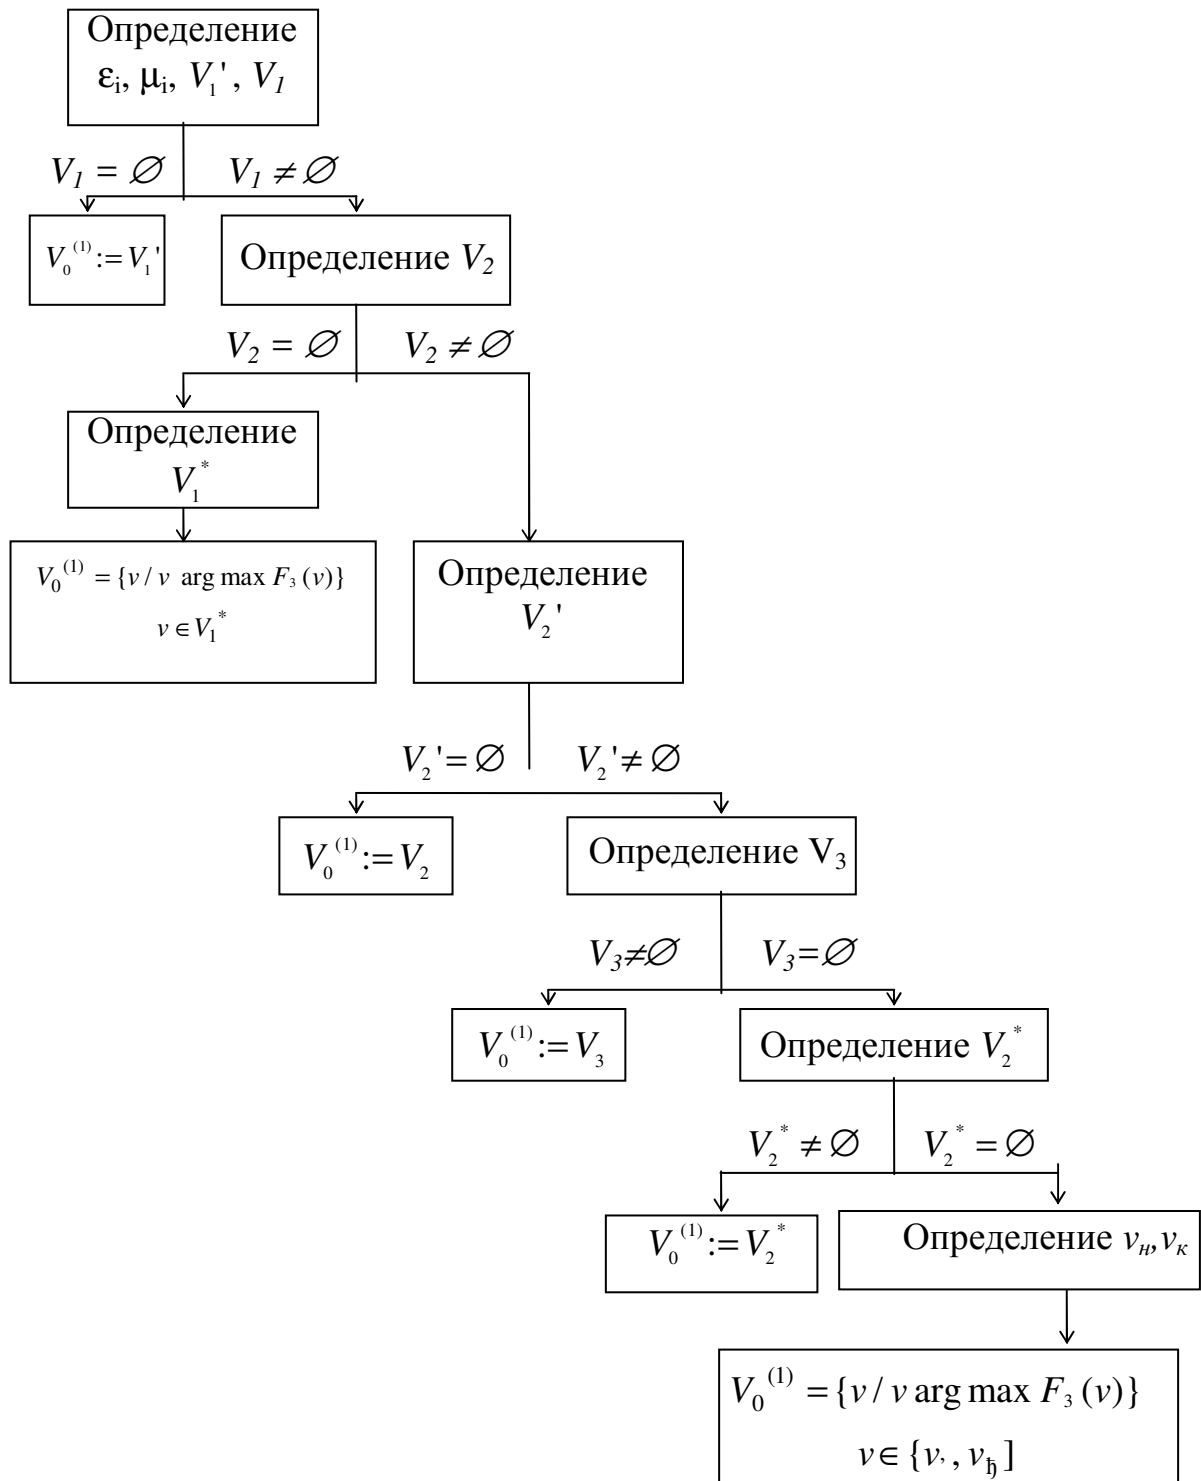 Определение
εᵢ, μᵢ, V₁', V₁
V₁ = ∅
V₁ ≠ ∅
V₀⁽¹⁾ := V₁'
Определение V₂
V₂ = ∅
V₂ ≠ ∅
Определение
V₁*
V₀⁽¹⁾ = {v / v arg max F₃ (v)}
v ∈ V₁*
Определение
V₂'
V₂' = ∅
V₂' ≠ ∅
V₀⁽¹⁾ := V₂
Определение V₃
V₃≠∅
V₃=∅
V₀⁽¹⁾ := V₃
Определение V₂*
V₂* ≠ ∅
V₂* = ∅
V₀⁽¹⁾ := V₂*
Определение vн,vк
V₀⁽¹⁾ = {v / v arg max F₃ (v)}
v ∈ {v, , vђ]